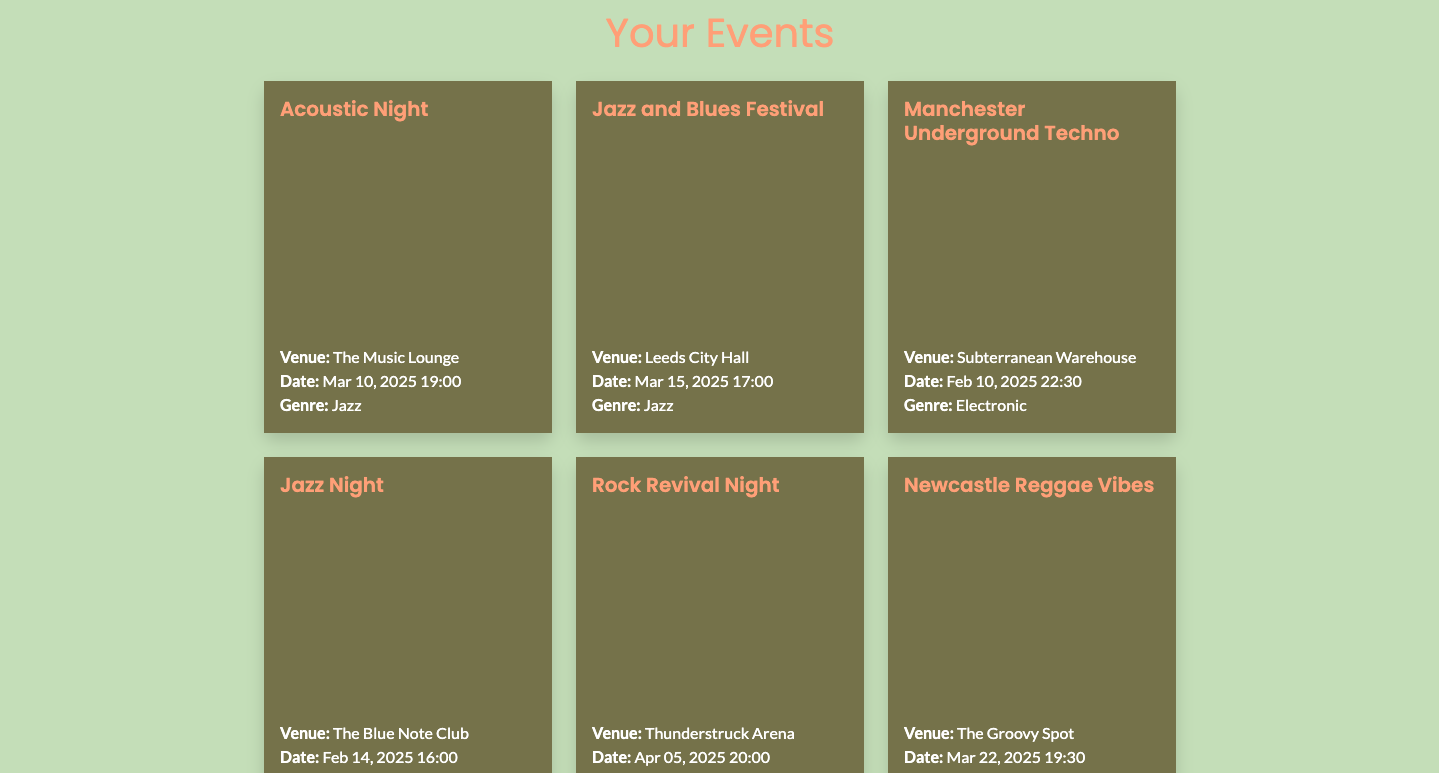 Your Events
Acoustic Night
Venue: The Music Lounge
Date: Mar 10, 2025 19:00
Genre: Jazz
Jazz and Blues Festival
Venue: Leeds City Hall
Date: Mar 15, 2025 17:00
Genre: Jazz
Manchester
Underground Techno
Venue: Subterranean Warehouse
Date: Feb 10, 2025 22:30
Genre: Electronic
Jazz Night
Venue: The Blue Note Club
Date: Feb 14, 2025 16:00
Rock Revival Night
Venue: Thunderstruck Arena
Date: Apr 05, 2025 20:00
Newcastle Reggae Vibes
Venue: The Groovy Spot
Date: Mar 22, 2025 19:30